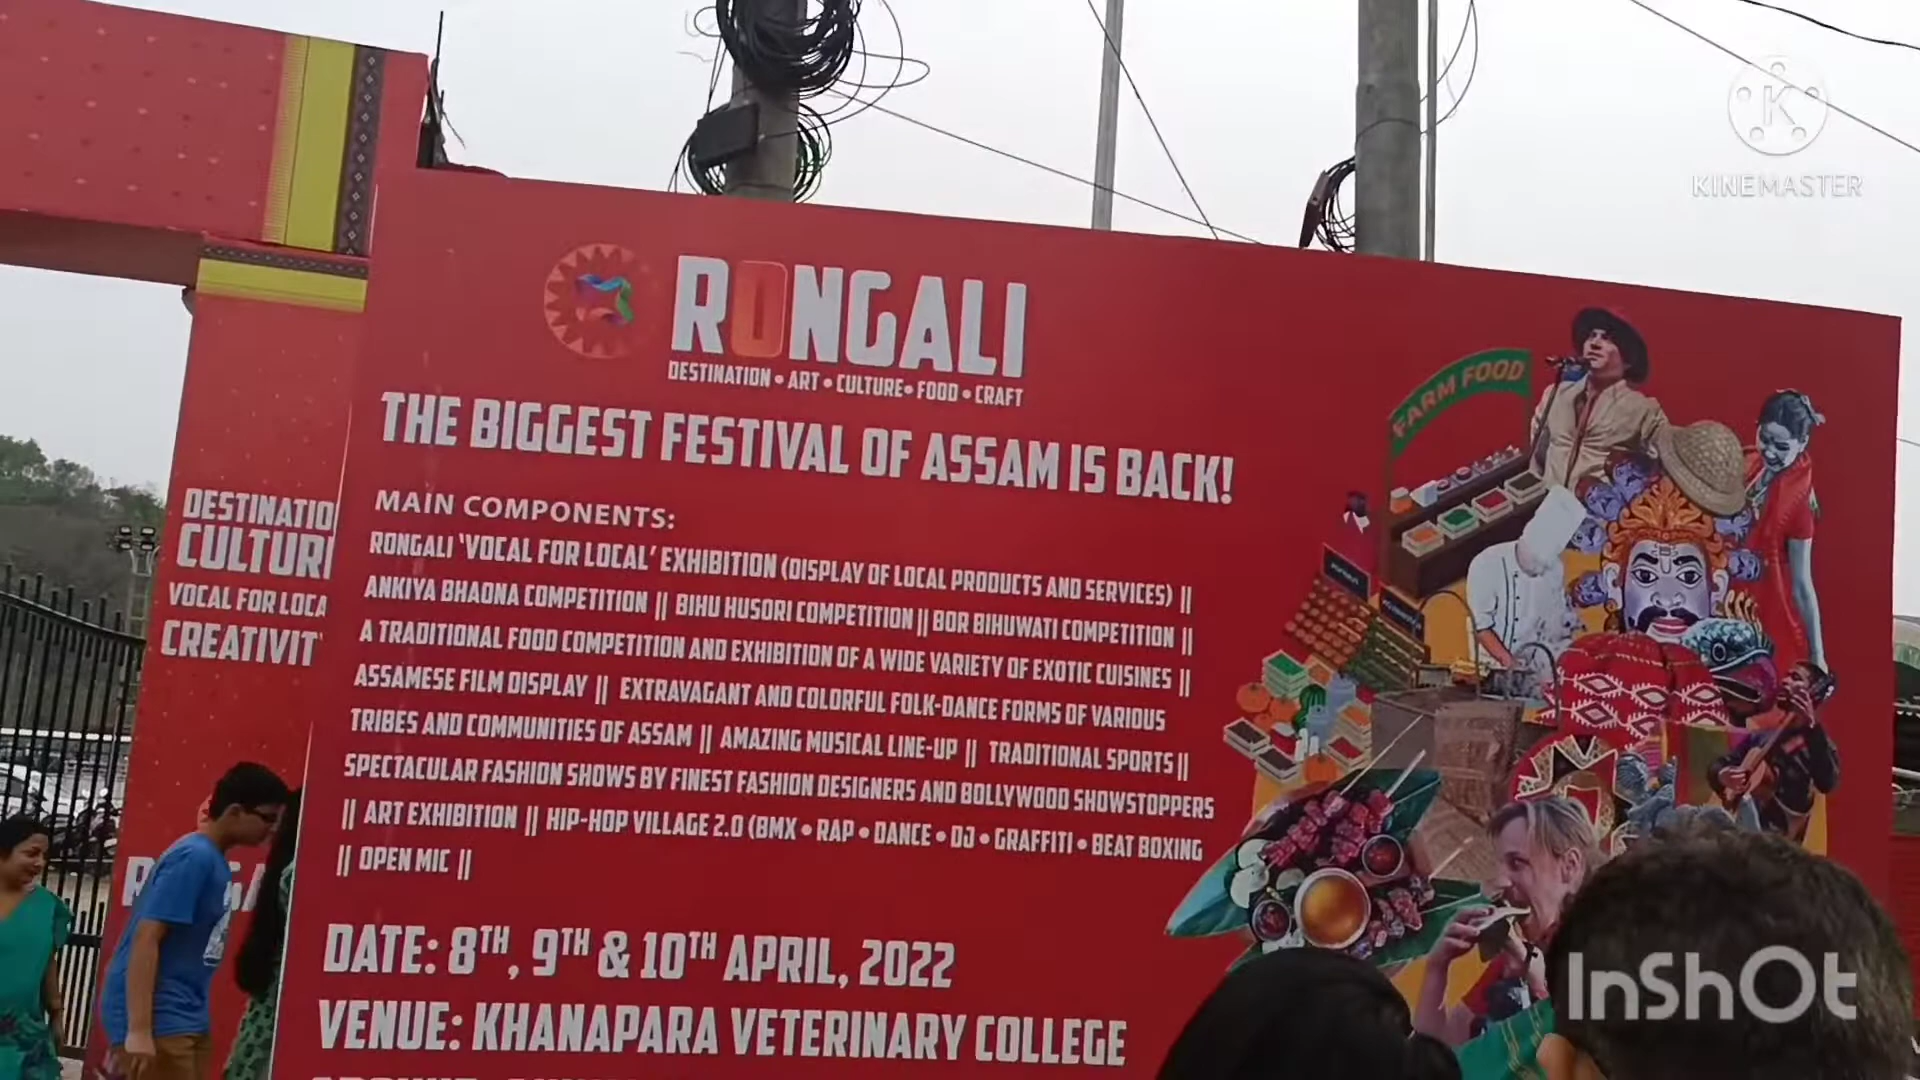 KINEMASTER
RONGALI
DESTINATION • ART • CULTURE • FOOD • CRAFT
THE BIGGEST FESTIVAL OF ASSAM IS BACK!
MAIN COMPONENTS:
RONGALI 'VOCAL FOR LOCAL' EXHIBITION (DISPLAY OF LOCAL PRODUCTS AND SERVICES) ||
ANKIYA BHAONA COMPETITION || BIHU HUSORI COMPETITION || BOR BIHUWATI COMPETITION ||
A TRADITIONAL FOOD COMPETITION AND EXHIBITION OF A WIDE VARIETY OF EXOTIC CUISINES ||
ASSAMESE FILM DISPLAY || EXTRAVAGANT AND COLORFUL FOLK-DANCE FORMS OF VARIOUS
TRIBES AND COMMUNITIES OF ASSAM || AMAZING MUSICAL LINE-UP || TRADITIONAL SPORTS ||
SPECTACULAR FASHION SHOWS BY FINEST FASHION DESIGNERS AND BOLLYWOOD SHOWSTOPPERS
|| ART EXHIBITION || HIP-HOP VILLAGE 2.0 (BMX • RAP • DANCE • DJ • GRAFFITI • BEAT BOXING
|| OPEN MIC ||
DATE: 8TH, 9TH & 10TH APRIL, 2022
VENUE: KHANAPARA VETERINARY COLLEGE
FARM FOOD
DESTINATIO
CULTUR
VOCAL FOR LOCA
CREATIVIT
InShOt